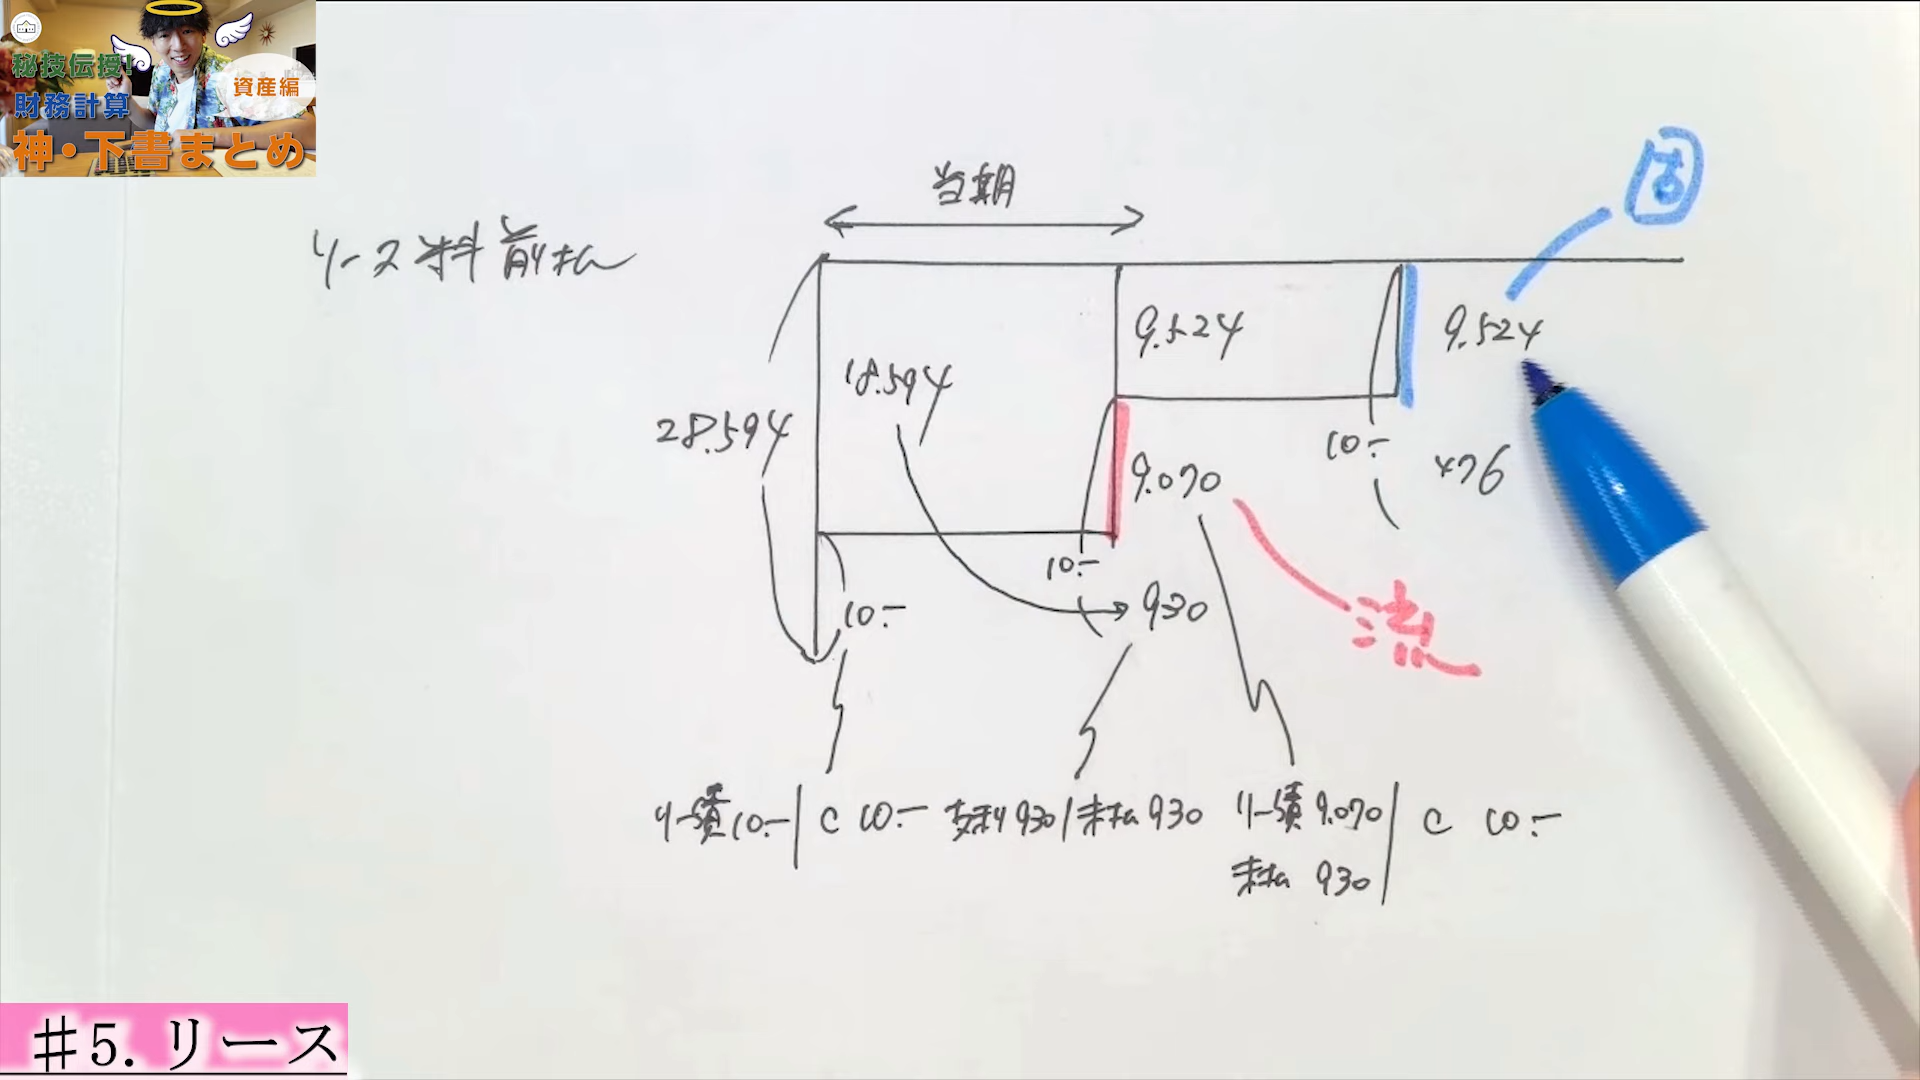 秘技伝授!
資産編
財務計算
神・下書まとめ
当期
固
リース料前払
9.524
9.524
18.594
28.594
10.-
476
9.070
10.-
930
10.-
流
リー債 10.- / C 10.-
支利 930 / 未払 930
リー債 9.070 / C 10.-
未払 930
#5.リース